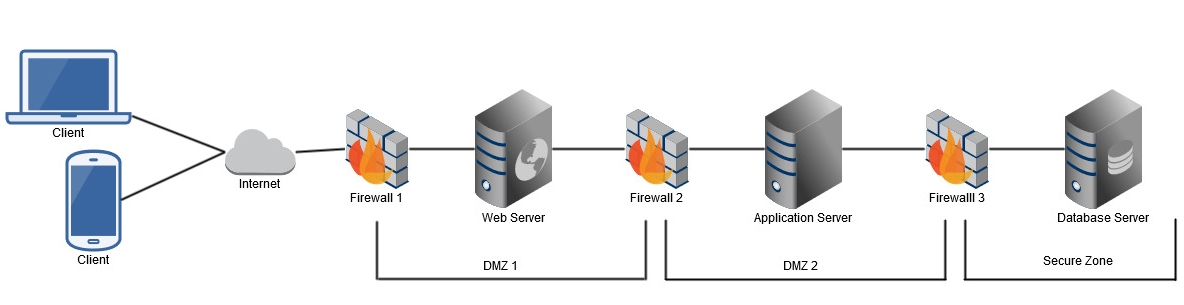 Client
Client
Internet
Firewall 1
Web Server
Firewall 2
Application Server
Firewalll 3
Database Server
DMZ 1
DMZ 2
Secure Zone